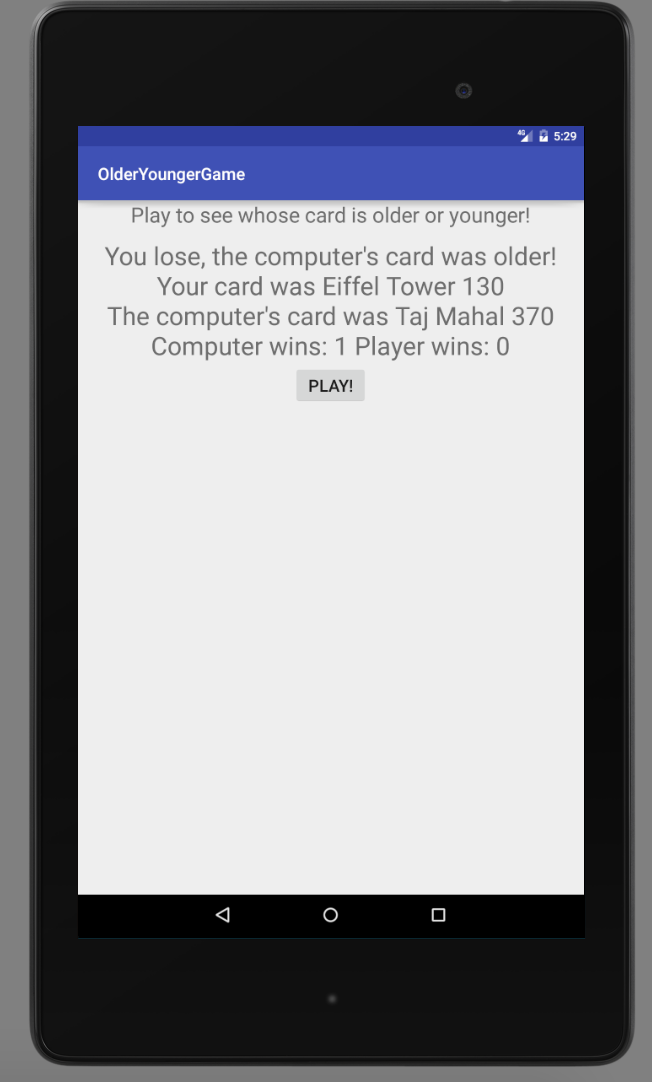 4G 5:29
OlderYoungerGame
Play to see whose card is older or younger!
You lose, the computer's card was older!
Your card was Eiffel Tower 130
The computer's card was Taj Mahal 370
Computer wins: 1 Player wins: 0
PLAY!